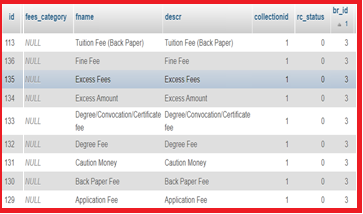 id fees_category fname descr collectionid rc_status br_id
1
113 NULL Tuition Fee (Back Paper) Tuition Fee (Back Paper) 1 0 3
136 NULL Fine Fee Fine Fee 1 0 3
135 NULL Excess Fees Excess Fees 1 0 3
134 NULL Excess Amount Excess Amount 1 0 3
133 NULL Degree/Convocation/Certificate fee Degree/Convocation/Certificate fee 1 0 3
132 NULL Degree Fee Degree Fee 1 0 3
131 NULL Caution Money Caution Money 1 0 3
130 NULL Back Paper Fee Back Paper Fee 1 0 3
129 NULL Application Fee Application Fee 1 0 3